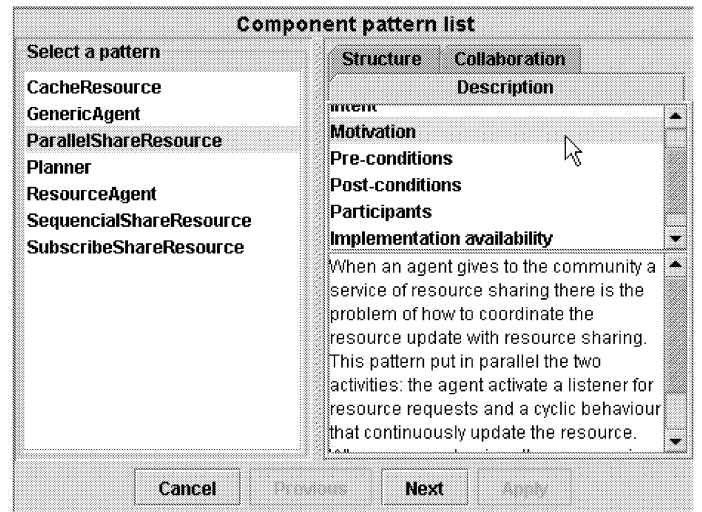 Component pattern list
Select a pattern
CacheResource
GenericAgent
ParallelShareResource
Planner
ResourceAgent
SequencialShareResource
SubscribeShareResource
Structure
Collaboration
Description
Intent
Motivation
Pre-conditions
Post-conditions
Participants
Implementation availability
When an agent gives to the community a
service of resource sharing there is the
problem of how to coordinate the
resource update with resource sharing.
This pattern put in parallel the two
activities: the agent activate a listener for
resource requests and a cyclic behaviour
that continuously update the resource.
Cancel
Previous
Next
Apply